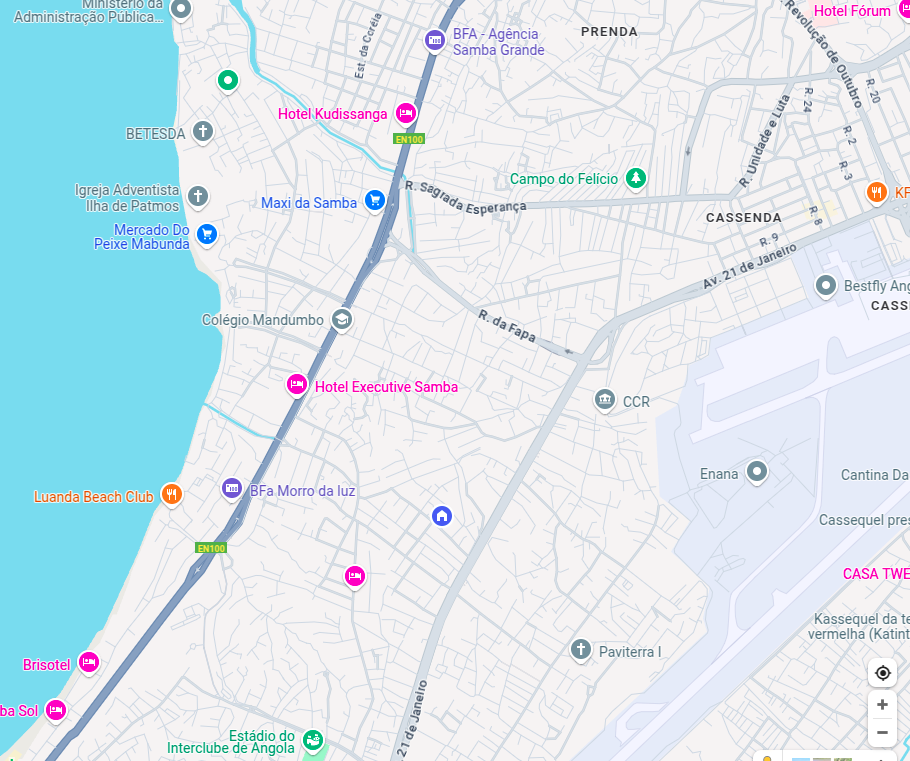 Ministério da
Administração Pública...
Hotel Fórum
BFA - Agência
Samba Grande
PRENDA
Est. da Coréia
R. Revolução de Outubro
R. 20
R. 24
Hotel Kudissanga
EN100
BETESDA
R. Unidade e Luta
R. 2
R. 3
Campo do Felício
Igreja Adventista
Ilha de Patmos
R. Sagrada Esperança
Maxi da Samba
KF
CASSENDA
R. 8
Mercado Do
Peixe Mabunda
R. 9
Av. 21 de Janeiro
Bestfly Ang
CASS
Colégio Mandumbo
R. da Fapa
Hotel Executive Samba
CCR
Enana
Cantina Da
Luanda Beach Club
BFa Morro da luz
Cassequel pres
EN100
CASA TWE
Kassequel da te
vermelha (Katint
Brisotel
Paviterra I
ba Sol
21 de Janeiro
Estádio do
Interclube de Angola